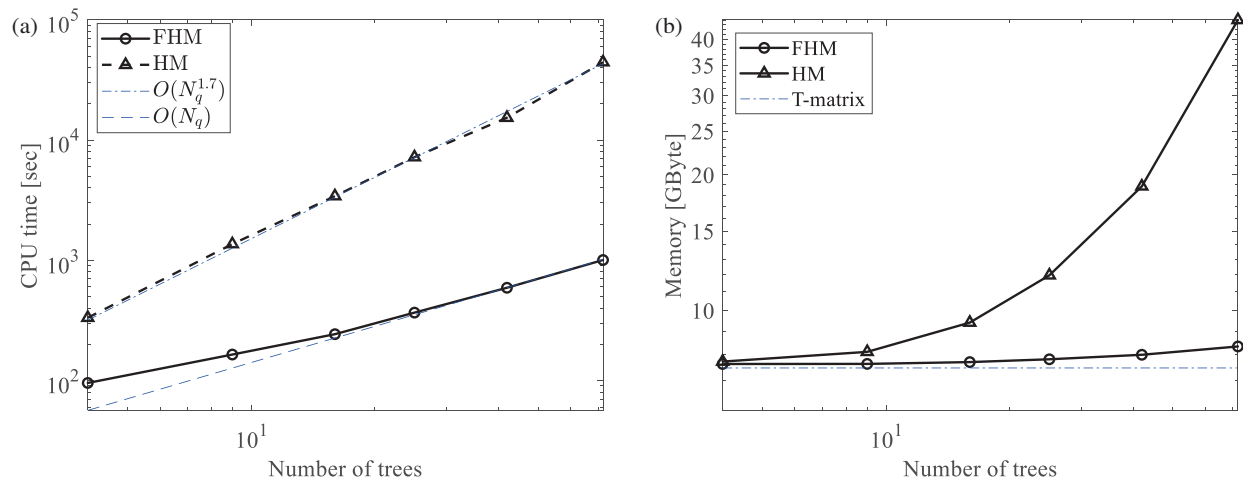 (a)
10^5
10^4
10^3
10^2
CPU time [sec]
FHM
HM
O(N_q^{1.7})
O(N_q)
10^1
Number of trees
(b)
40
35
30
25
20
15
10
Memory [GByte]
FHM
HM
T-matrix
10^1
Number of trees